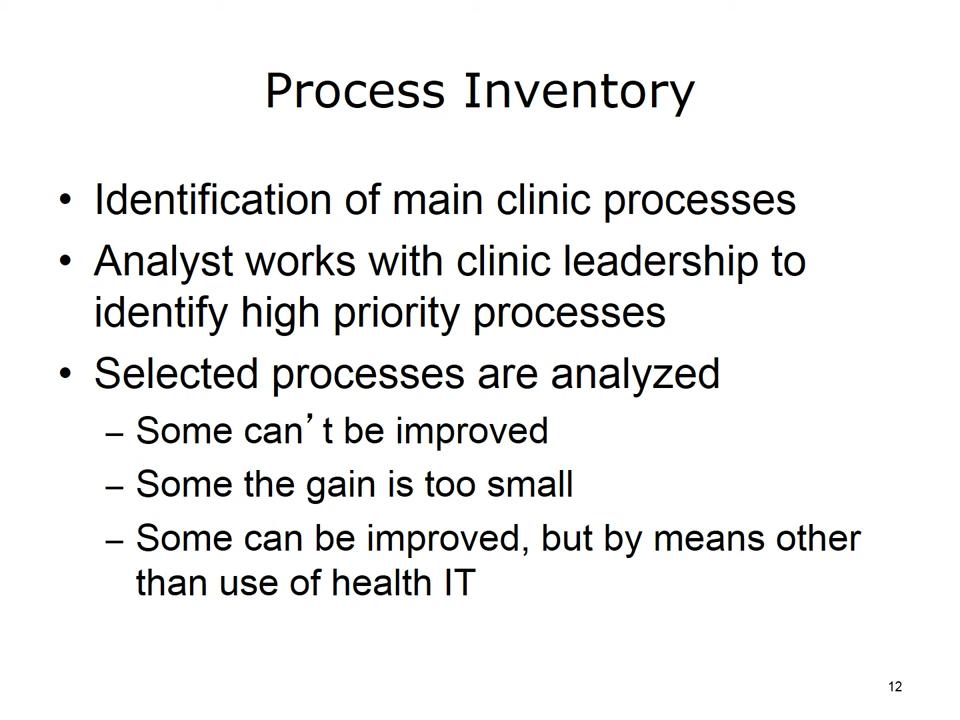 Process Inventory
• Identification of main clinic processes
• Analyst works with clinic leadership to
identify high priority processes
• Selected processes are analyzed
– Some can’t be improved
– Some the gain is too small
– Some can be improved, but by means other
than use of health IT
12